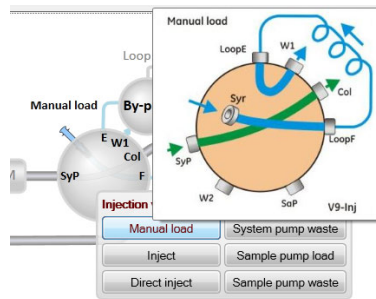 Loop
Manual load
By-p
E
W1
Col
M
SyP
F
Injection v
Manual load
System pump waste
Inject
Sample pump load
Direct inject
Sample pump waste
Manual load
LoopE
W1
Col
Syr
SyP
LoopF
W2
SaP
V9-Inj